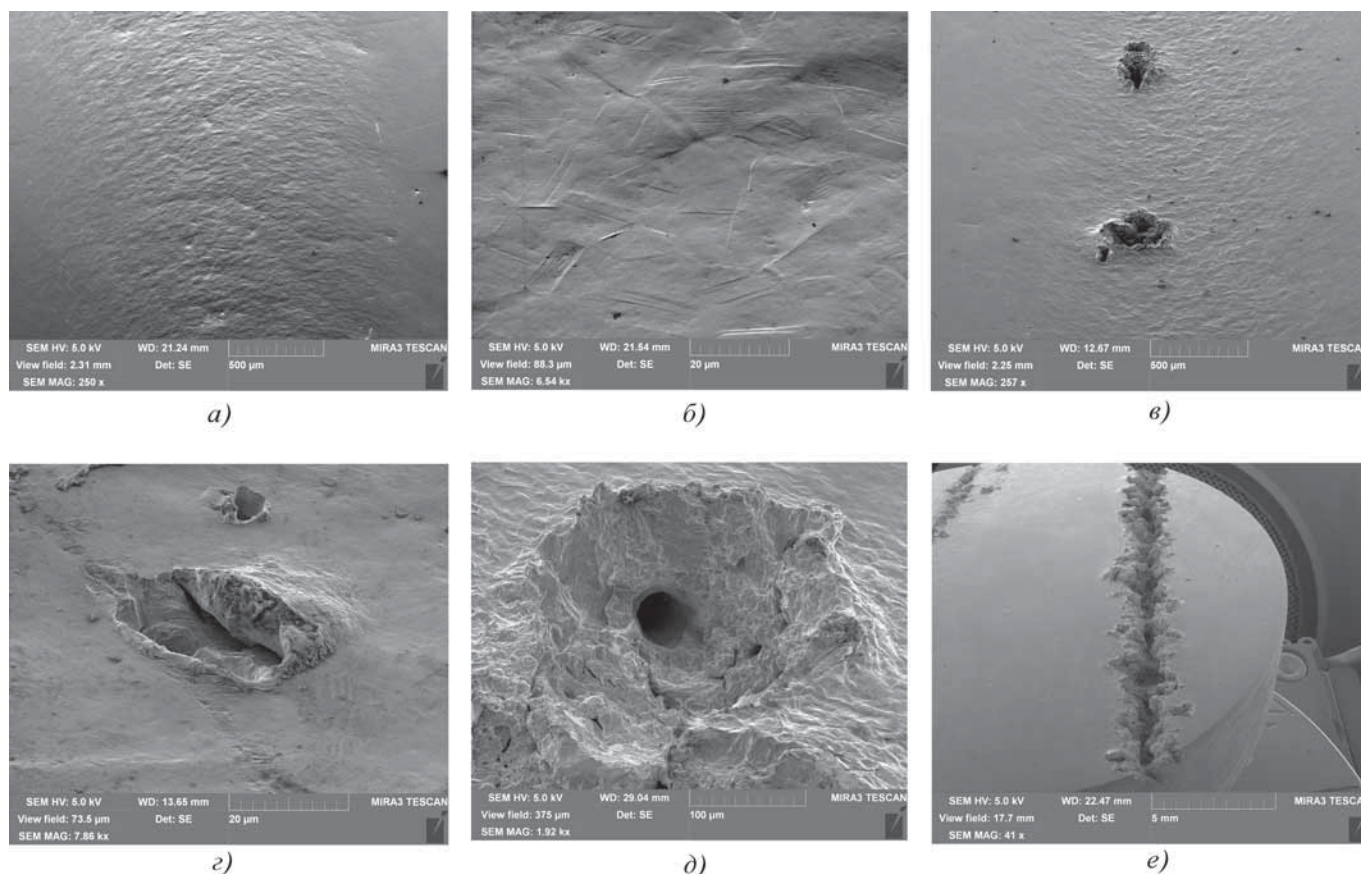 SEM HV: 5.0 kV WD: 21.24 mm MIRA3 TESCAN
View field: 2.31 mm Det: SE 500 µm
SEM MAG: 250 x
а)
SEM HV: 5.0 kV WD: 21.54 mm MIRA3 TESCAN
View field: 88.3 µm Det: SE 20 µm
SEM MAG: 6.54 kx
б)
SEM HV: 5.0 kV WD: 12.67 mm MIRA3 TESCAN
View field: 2.25 mm Det: SE 500 µm
SEM MAG: 257 x
в)
SEM HV: 5.0 kV WD: 13.65 mm MIRA3 TESCAN
View field: 73.5 µm Det: SE 20 µm
SEM MAG: 7.86 kx
г)
SEM HV: 5.0 kV WD: 29.04 mm MIRA3 TESCAN
View field: 375 µm Det: SE 100 µm
SEM MAG: 1.92 kx
д)
SEM HV: 5.0 kV WD: 22.47 mm MIRA3 TESCAN
View field: 17.7 mm Det: SE 5 mm
SEM MAG: 41 x
е)